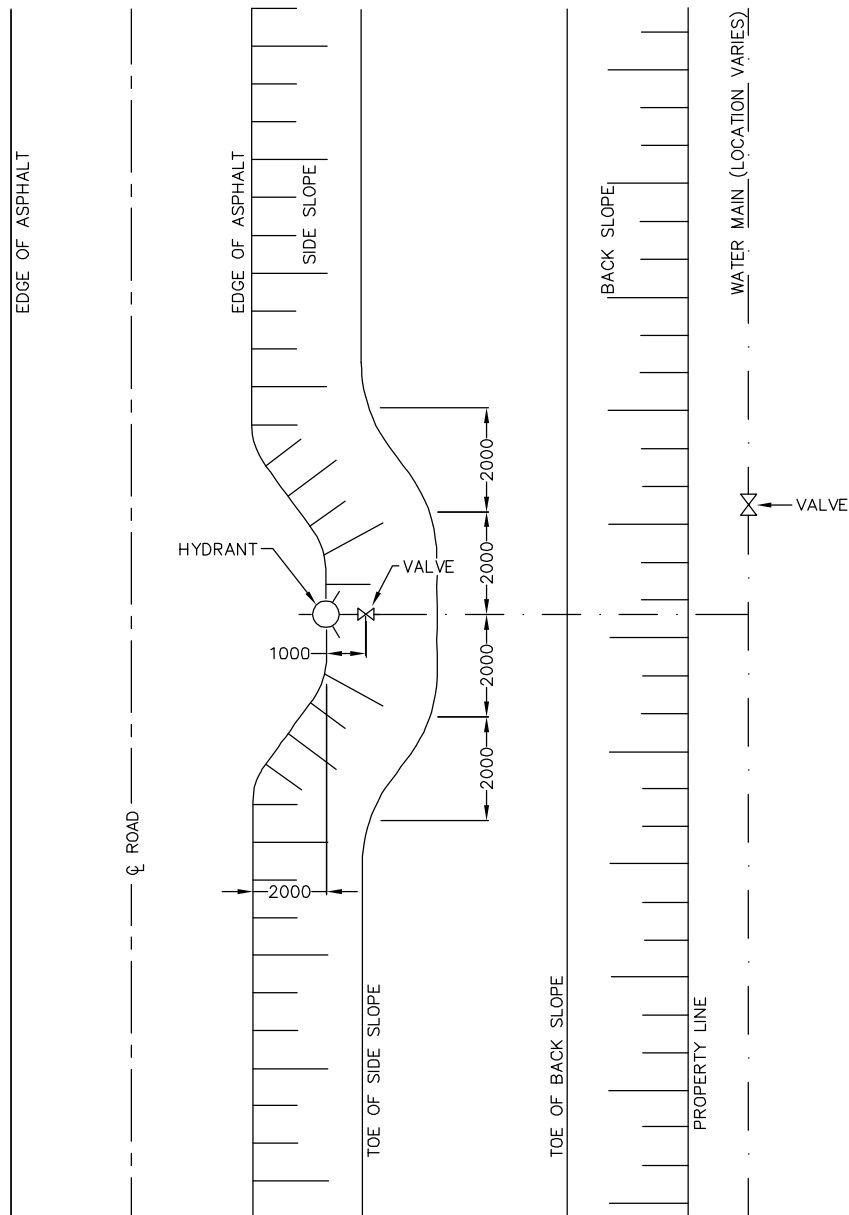 EDGE OF ASPHALT
EDGE OF ASPHALT
SIDE SLOPE
BACK SLOPE
WATER MAIN (LOCATION VARIES)
2000
VALVE
2000
HYDRANT
VALVE
1000
2000
2000
℄ ROAD
2000
TOE OF SIDE SLOPE
TOE OF BACK SLOPE
PROPERTY LINE